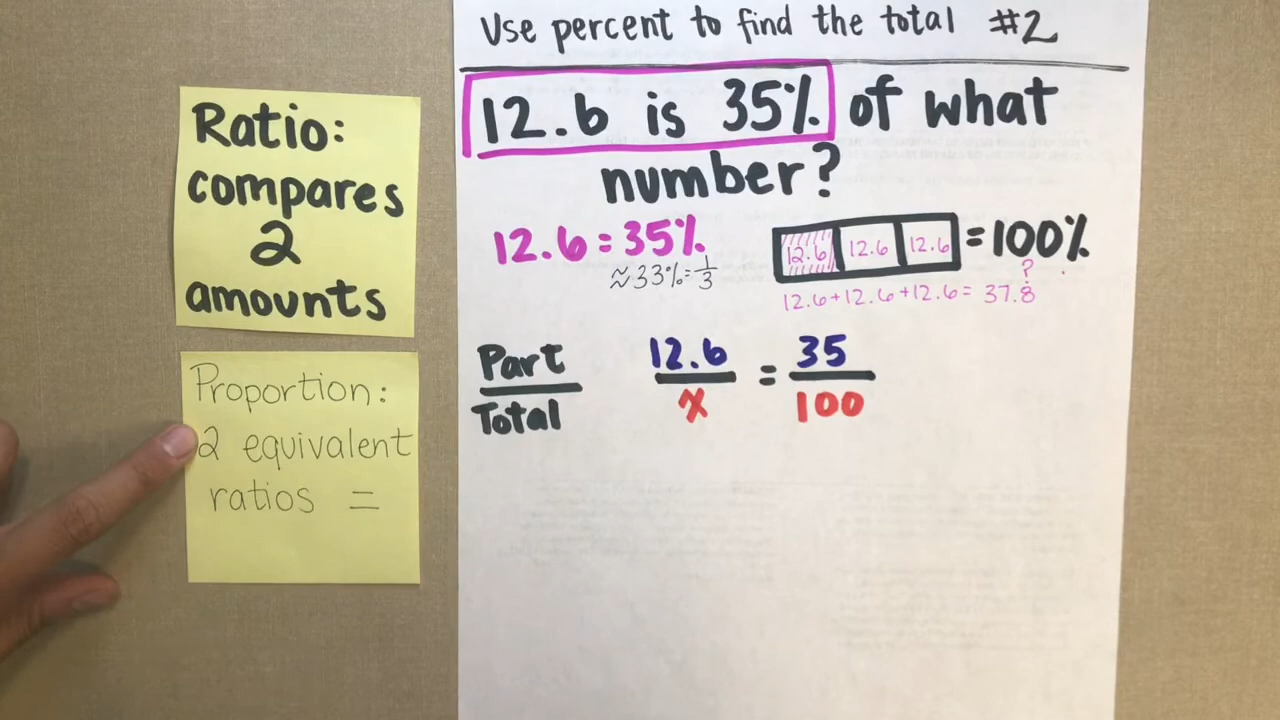 Use percent to find the total #2
12.6 is 35% of what
number?
12.6 = 35%
≈33% = 1/3
12.6 12.6 12.6 = 100%
?
12.6+12.6+12.6= 37.8
Part 12.6 = 35
Total x 100
Ratio:
compares
2
amounts
Proportion:
2 equivalent
ratios =